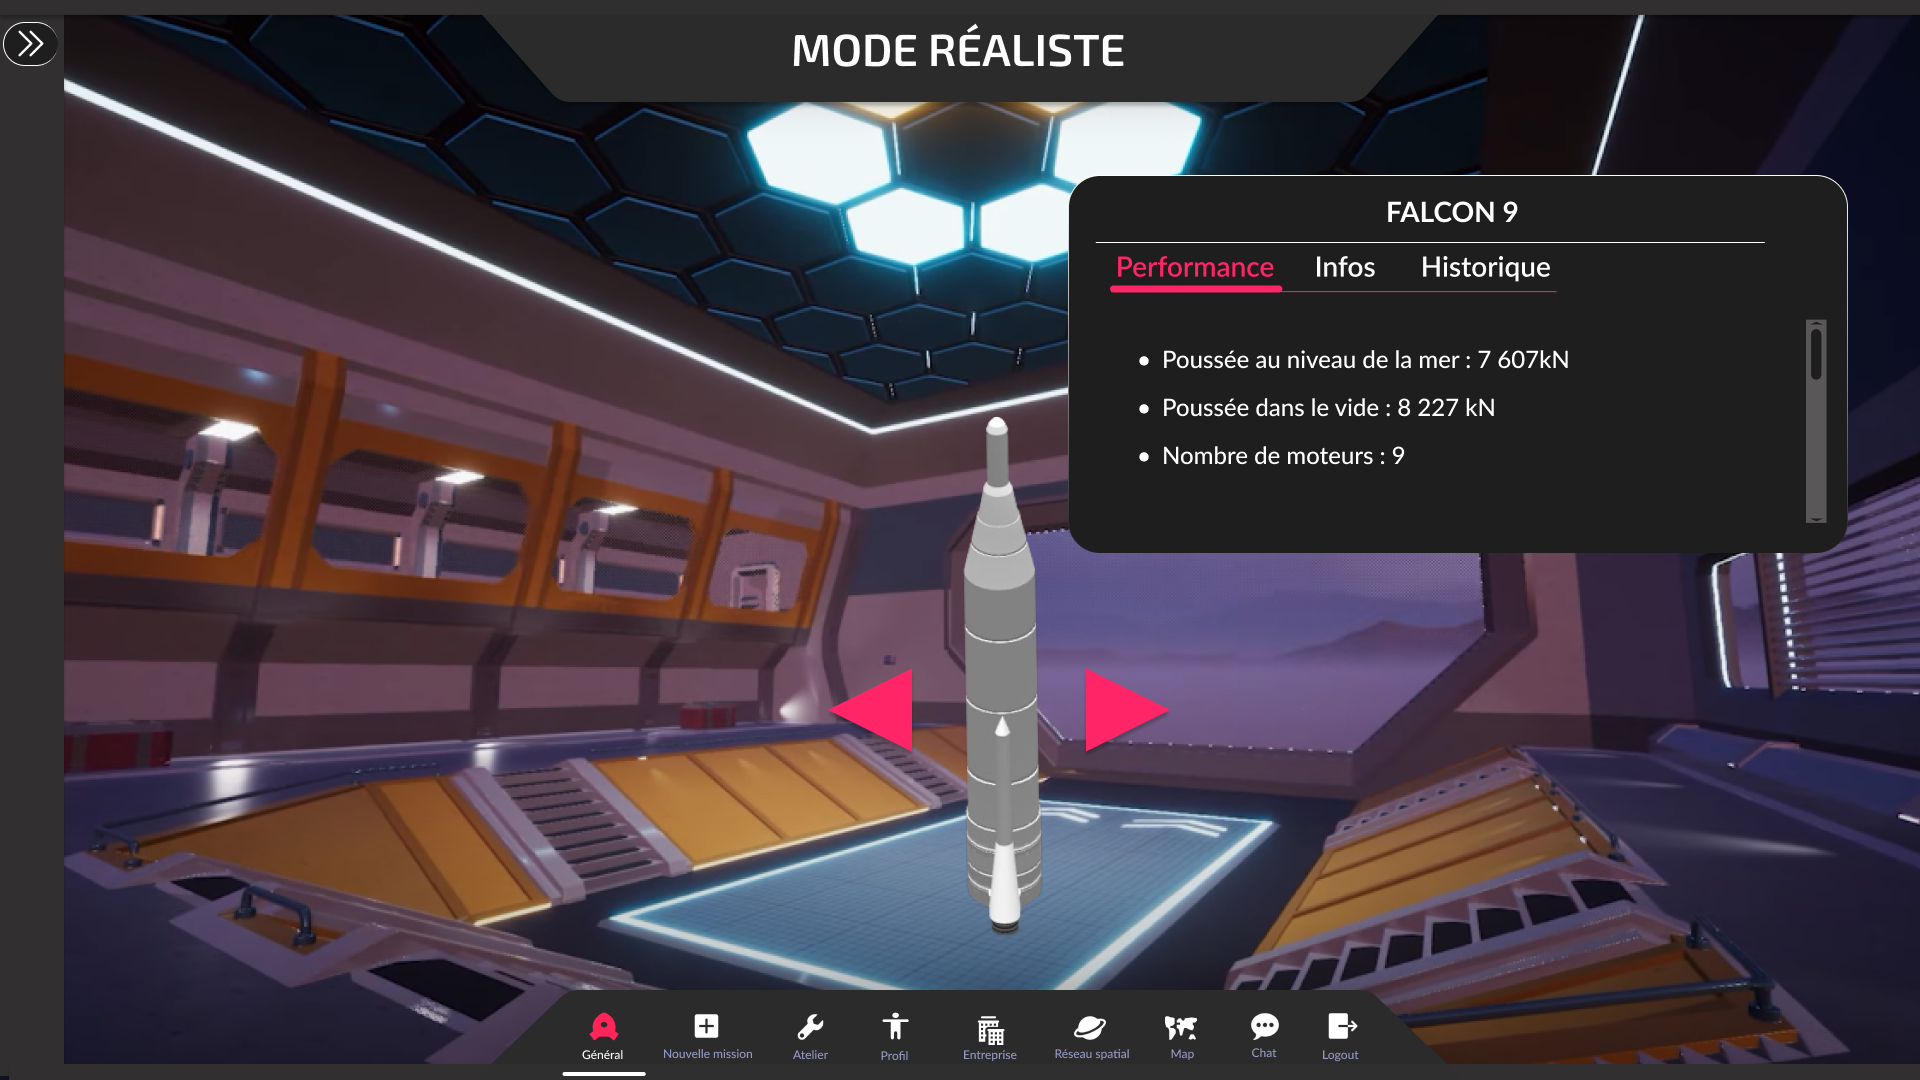 MODE RÉALISTE
FALCON 9
Performance Infos Historique
• Poussée au niveau de la mer : 7 607kN
• Poussée dans le vide : 8 227 kN
• Nombre de moteurs : 9
Général Nouvelle mission Atelier Profil Entreprise Réseau spatial Map Chat Logout